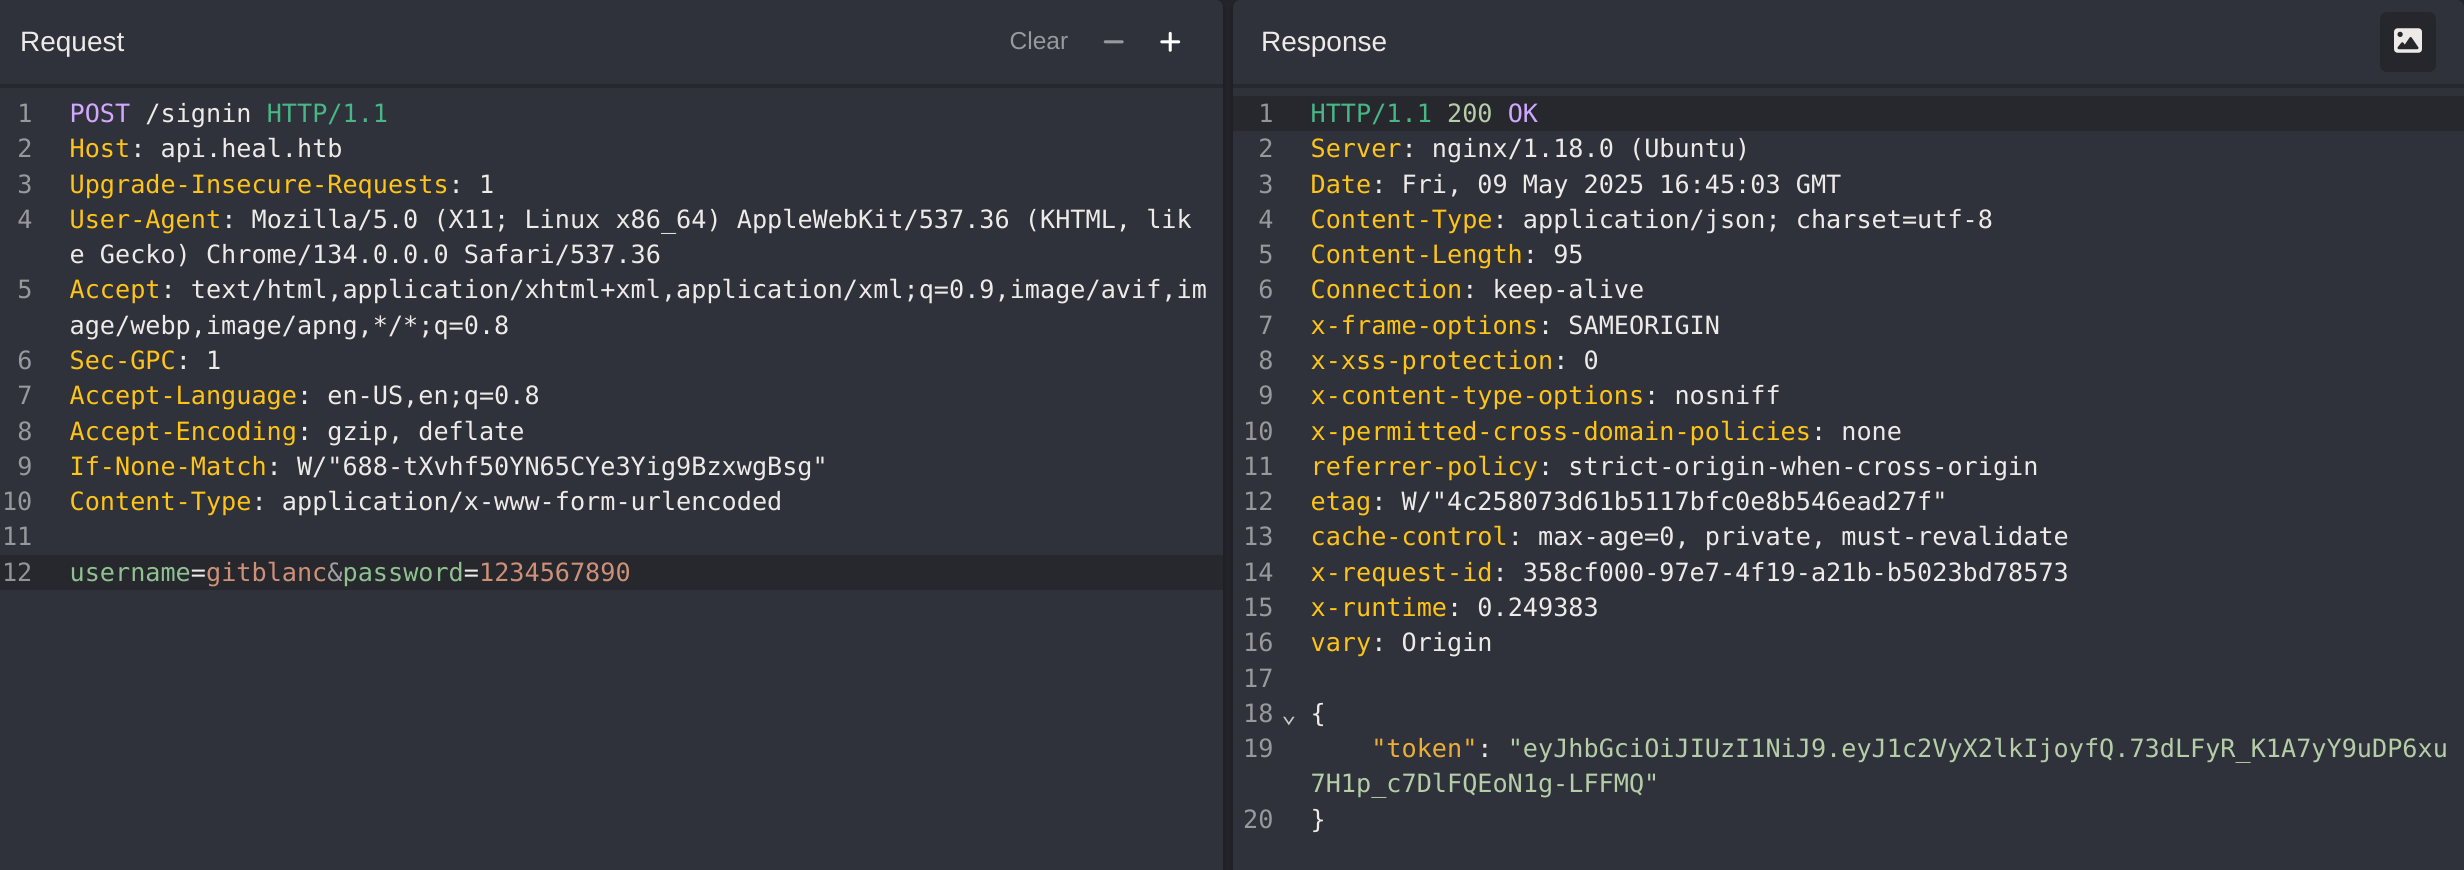 Request
Clear
1 POST /signin HTTP/1.1
2 Host: api.heal.htb
3 Upgrade-Insecure-Requests: 1
4 User-Agent: Mozilla/5.0 (X11; Linux x86_64) AppleWebKit/537.36 (KHTML, lik
e Gecko) Chrome/134.0.0.0 Safari/537.36
5 Accept: text/html,application/xhtml+xml,application/xml;q=0.9,image/avif,im
age/webp,image/apng,*/*;q=0.8
6 Sec-GPC: 1
7 Accept-Language: en-US,en;q=0.8
8 Accept-Encoding: gzip, deflate
9 If-None-Match: W/"688-tXvhf50YN65CYe3Yig9BzxwgBsg"
10 Content-Type: application/x-www-form-urlencoded
11
12 username=gitblanc&password=1234567890
Response
1 HTTP/1.1 200 OK
2 Server: nginx/1.18.0 (Ubuntu)
3 Date: Fri, 09 May 2025 16:45:03 GMT
4 Content-Type: application/json; charset=utf-8
5 Content-Length: 95
6 Connection: keep-alive
7 x-frame-options: SAMEORIGIN
8 x-xss-protection: 0
9 x-content-type-options: nosniff
10 x-permitted-cross-domain-policies: none
11 referrer-policy: strict-origin-when-cross-origin
12 etag: W/"4c258073d61b5117bfc0e8b546ead27f"
13 cache-control: max-age=0, private, must-revalidate
14 x-request-id: 358cf000-97e7-4f19-a21b-b5023bd78573
15 x-runtime: 0.249383
16 vary: Origin
17
18 {
19 "token": "eyJhbGciOiJIUzI1NiJ9.eyJ1c2VyX2lkIjoyfQ.73dLFyR_K1A7yY9uDP6xu
7H1p_c7DlFQEoN1g-LFFMQ"
20 }